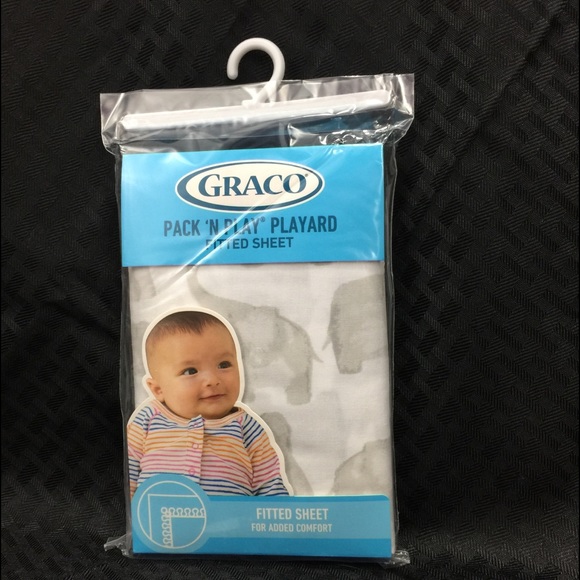 GRACO®
PACK 'N PLAY® PLAYARD
FITTED SHEET
FITTED SHEET
FOR ADDED COMFORT